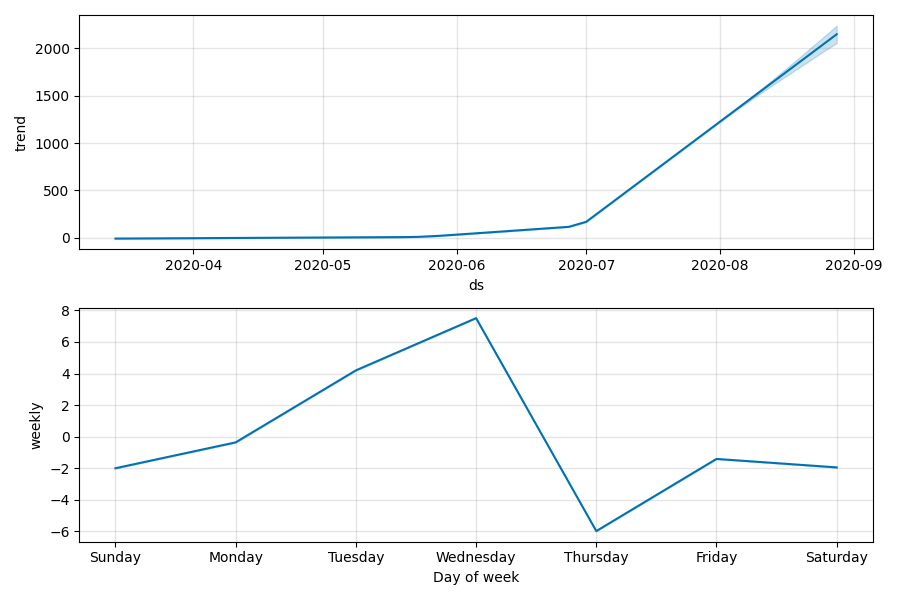 2000
1500
1000
500
0
trend
2020-04 2020-05 2020-06 2020-07 2020-08 2020-09
ds
8
6
4
2
0
−2
−4
−6
weekly
Sunday Monday Tuesday Wednesday Thursday Friday Saturday
Day of week